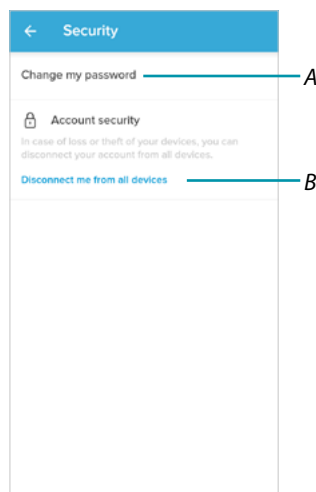 Security
Change my password
A
Account security
In case of loss or theft of your devices, you can
disconnect your account from all devices.
Disconnect me from all devices
B